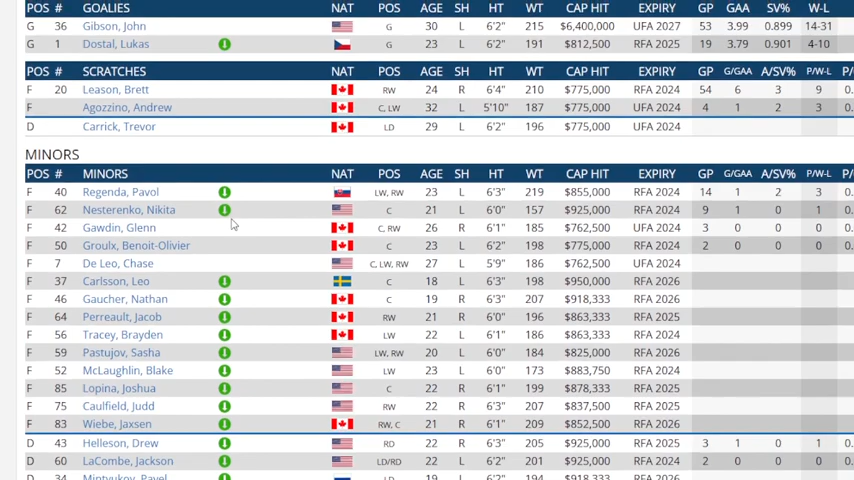 POS # GOALIES NAT POS AGE SH HT WT CAP HIT EXPIRY GP GAA SV% W-L
G 36 Gibson, John G 30 L 6'2" 215 $6,400,000 UFA 2027 53 3.99 0.899 14-31
G 1 Dostal, Lukas G 23 L 6'2" 191 $812,500 RFA 2024 19 3.79 0.901 4-10
POS # SCRATCHES NAT POS AGE SH HT WT CAP HIT EXPIRY GP G/GAA A/SV% P/W-L P/
F 20 Leason, Brett RW 24 R 6'4" 210 $775,000 RFA 2024 54 6 3 9 0.
F Agozzino, Andrew C, LW 32 L 5'10" 187 $775,000 UFA 2024 4 1 2 3 0.
D Carrick, Trevor LD 29 L 6'2" 196 $775,000 UFA 2024
MINORS
POS # MINORS NAT POS AGE SH HT WT CAP HIT EXPIRY GP G/GAA A/SV% P/W-L P/
F 40 Regenda, Pavol LW, RW 23 L 6'3" 219 $855,000 RFA 2024 14 1 2 3 0.
F 62 Nesterenko, Nikita C 21 L 6'0" 157 $925,000 RFA 2024 9 1 0 1 0.
F 42 Gawdin, Glenn C, RW 26 R 6'1" 185 $762,500 UFA 2024 3 0 0 0 0.
F 50 Groulx, Benoit-Olivier C 23 L 6'2" 198 $775,000 RFA 2024 2 0 0 0 0.
F 7 De Leo, Chase C, LW, RW 27 L 5'9" 186 $762,500 UFA 2024
F 37 Carlsson, Leo C 18 L 6'3" 198 $950,000 RFA 2026
F 46 Gaucher, Nathan C 19 R 6'3" 207 $918,333 RFA 2026
F 64 Perreault, Jacob RW 21 R 6'0" 196 $863,333 RFA 2025
F 56 Tracey, Brayden LW 22 L 6'1" 186 $863,333 RFA 2024
F 59 Pastujov, Sasha LW, RW 20 L 6'0" 184 $825,000 RFA 2026
F 52 McLaughlin, Blake LW 23 L 6'0" 173 $883,750 RFA 2024
F 85 Lopina, Joshua C 22 R 6'1" 199 $878,333 RFA 2025
F 75 Caulfield, Judd RW 22 R 6'3" 207 $837,500 RFA 2025
F 83 Wiebe, Jaxsen RW, C 21 R 6'1" 209 $852,500 RFA 2026
D 43 Helleson, Drew RD 22 R 6'3" 205 $925,000 RFA 2024 3 1 0 1 0.
D 60 LaCombe, Jackson LD/RD 22 L 6'2" 201 $925,000 RFA 2024 2 0 0 0 0.
D 34 Mintyukov, Pavel LD 19 L 6'2" 194 $918,333 RFA 2026